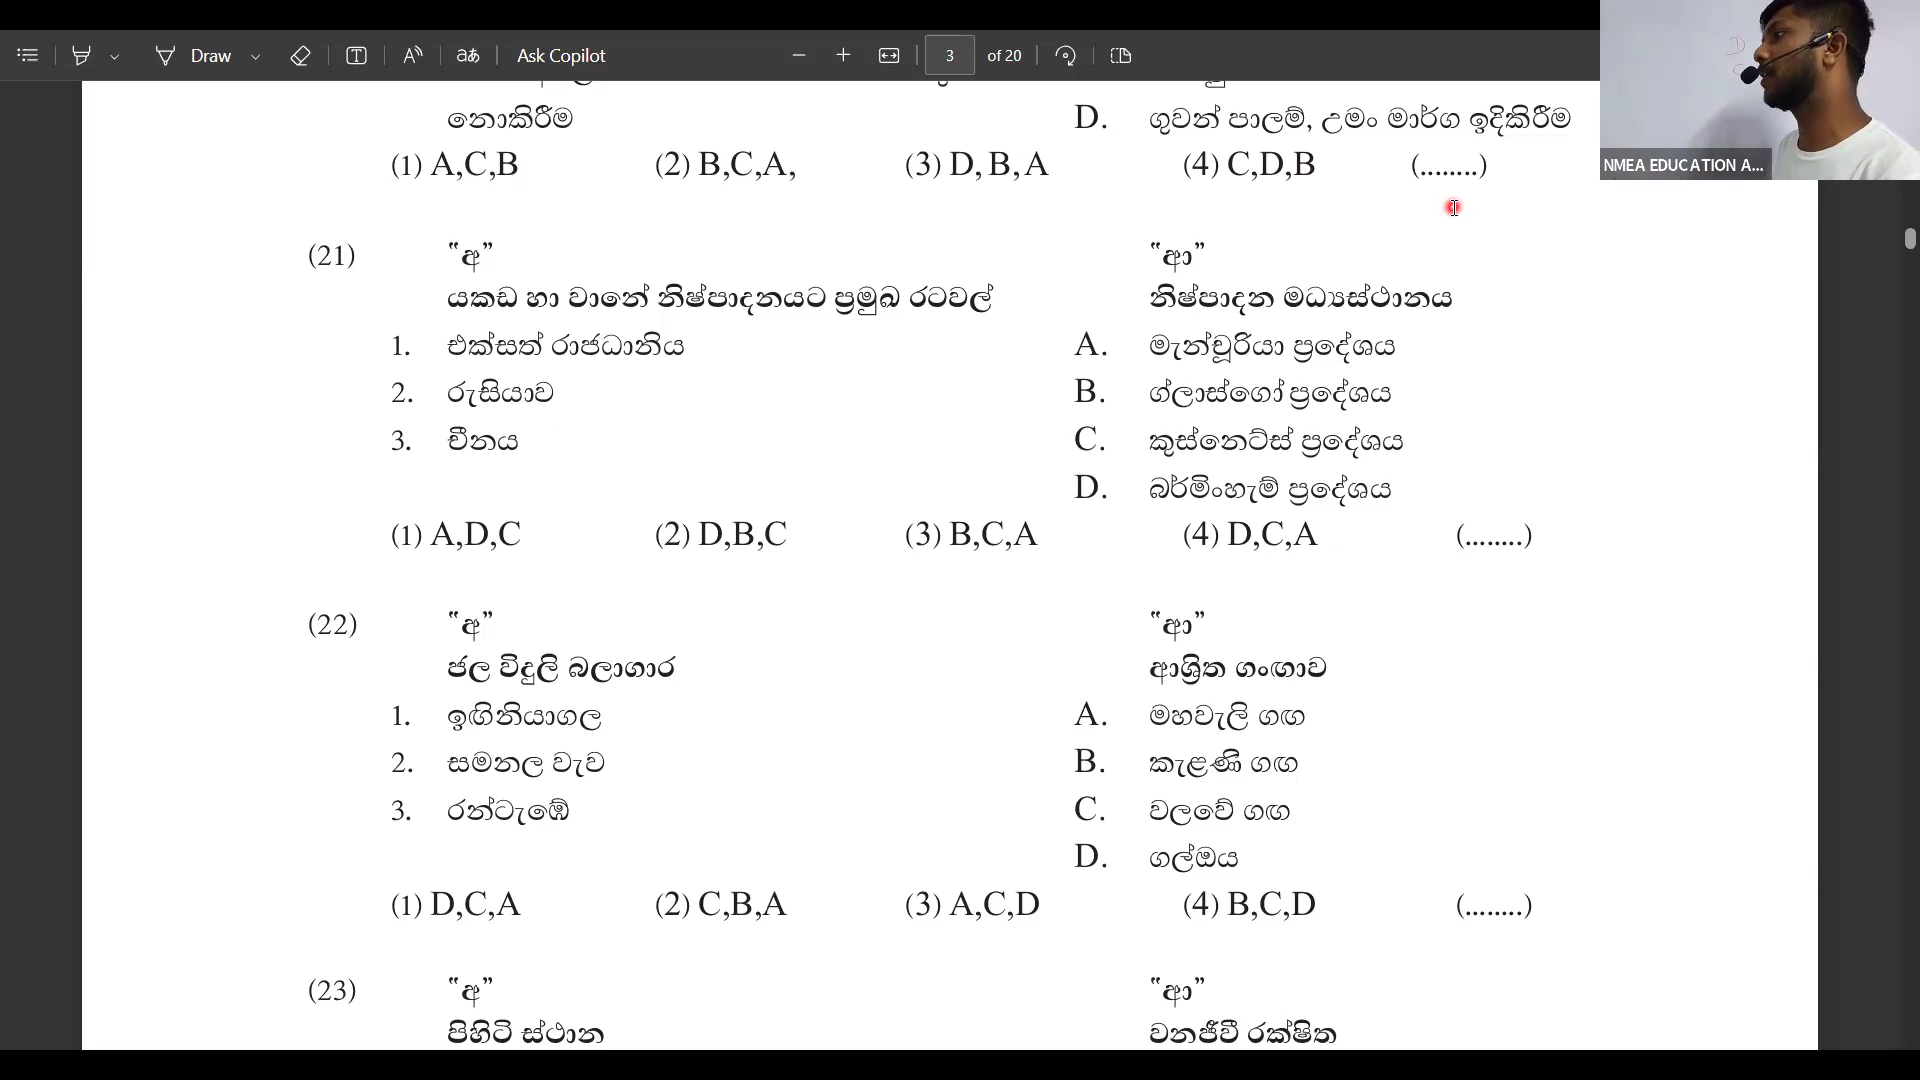 Draw
Ask Copilot
3 of 20
NMEA EDUCATION A...
නොකිරීම
D. ගුවන් පාලම්, උමං මාර්ග ඉදිකිරීම
(1) A,C,B (2) B,C,A, (3) D, B, A (4) C,D,B (........)
(21) "අ" "ආ"
යකඩ හා වානේ නිෂ්පාදනයට ප්‍රමුඛ රටවල් නිෂ්පාදන මධ්‍යස්ථානය
1. එක්සත් රාජධානිය A. මැන්චූරියා ප්‍රදේශය
2. රුසියාව B. ග්ලාස්ගෝ ප්‍රදේශය
3. චීනය C. කුස්නෙට්ස් ප්‍රදේශය
D. බර්මිංහැම් ප්‍රදේශය
(1) A,D,C (2) D,B,C (3) B,C,A (4) D,C,A (........)
(22) "අ" "ආ"
ජල විදුලි බලාගාර ආශ්‍රිත ගංඟාව
1. ඉඟිනියාගල A. මහවැලි ගඟ
2. සමනල වැව B. කැළණි ගඟ
3. රන්ටැඹේ C. වලවේ ගඟ
D. ගල්ඔය
(1) D,C,A (2) C,B,A (3) A,C,D (4) B,C,D (........)
(23) "අ" "ආ"
පිහිටි ස්ථාන වනජීවී රක්ෂිත